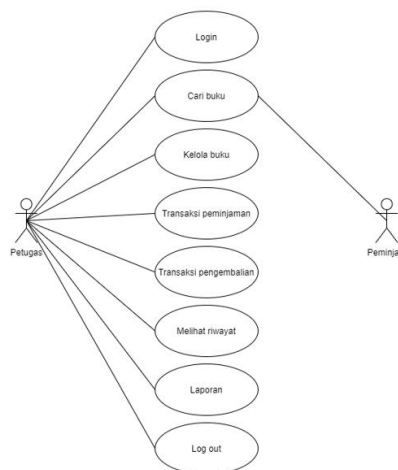 Login
Cari buku
Kelola buku
Transaksi peminjaman
Petugas
Peminja
Transaksi pengembalian
Melihat riwayat
Laporan
Log out